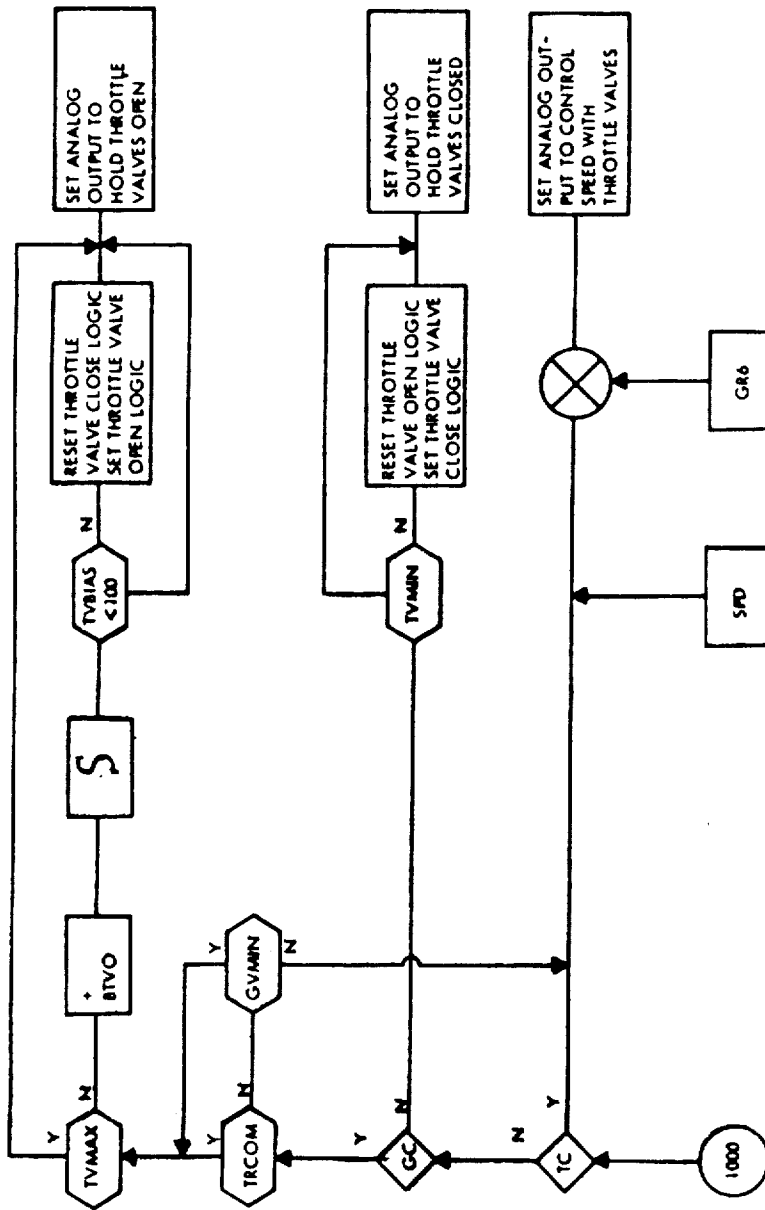 TVMAX
Y
N
+
BTVO
S
TVBIAS
<100
N
RESET THROTTLE
VALVE CLOSE LOGIC
SET THROTTLE VALVE
OPEN LOGIC
SET ANALOG
OUTPUT TO
HOLD THROTTLE
VALVES OPEN
TRCOM
Y
N
GVMIN
Y
N
GC
Y
N
TVMIN
N
RESET THROTTLE
VALVE OPEN LOGIC
SET THROTTLE VALVE
CLOSE LOGIC
SET ANALOG
OUTPUT TO
HOLD THROTTLE
VALVES CLOSED
TC
N
Y
SET ANALOG OUT-
PUT TO CONTROL
SPEED WITH
THROTTLE VALVES
1000
SPD
GR6